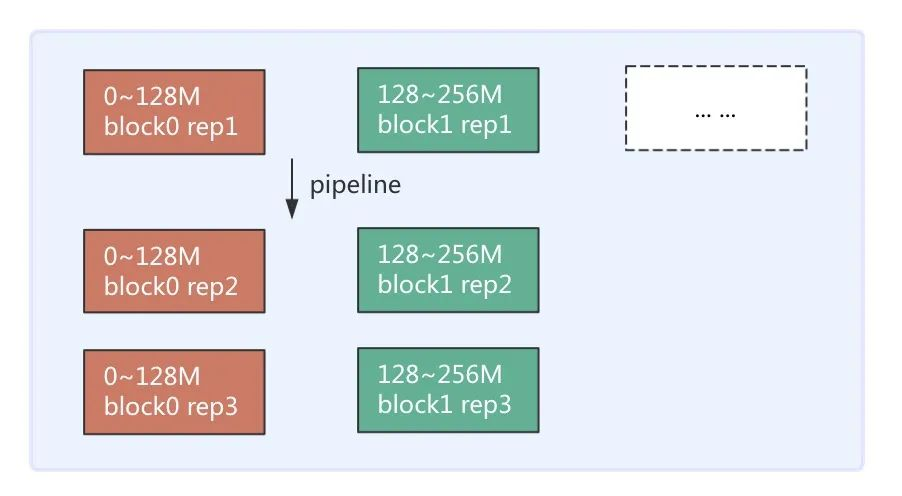 0~128M
block0 rep1
128~256M
block1 rep1
... ...
pipeline
0~128M
block0 rep2
128~256M
block1 rep2
0~128M
block0 rep3
128~256M
block1 rep3